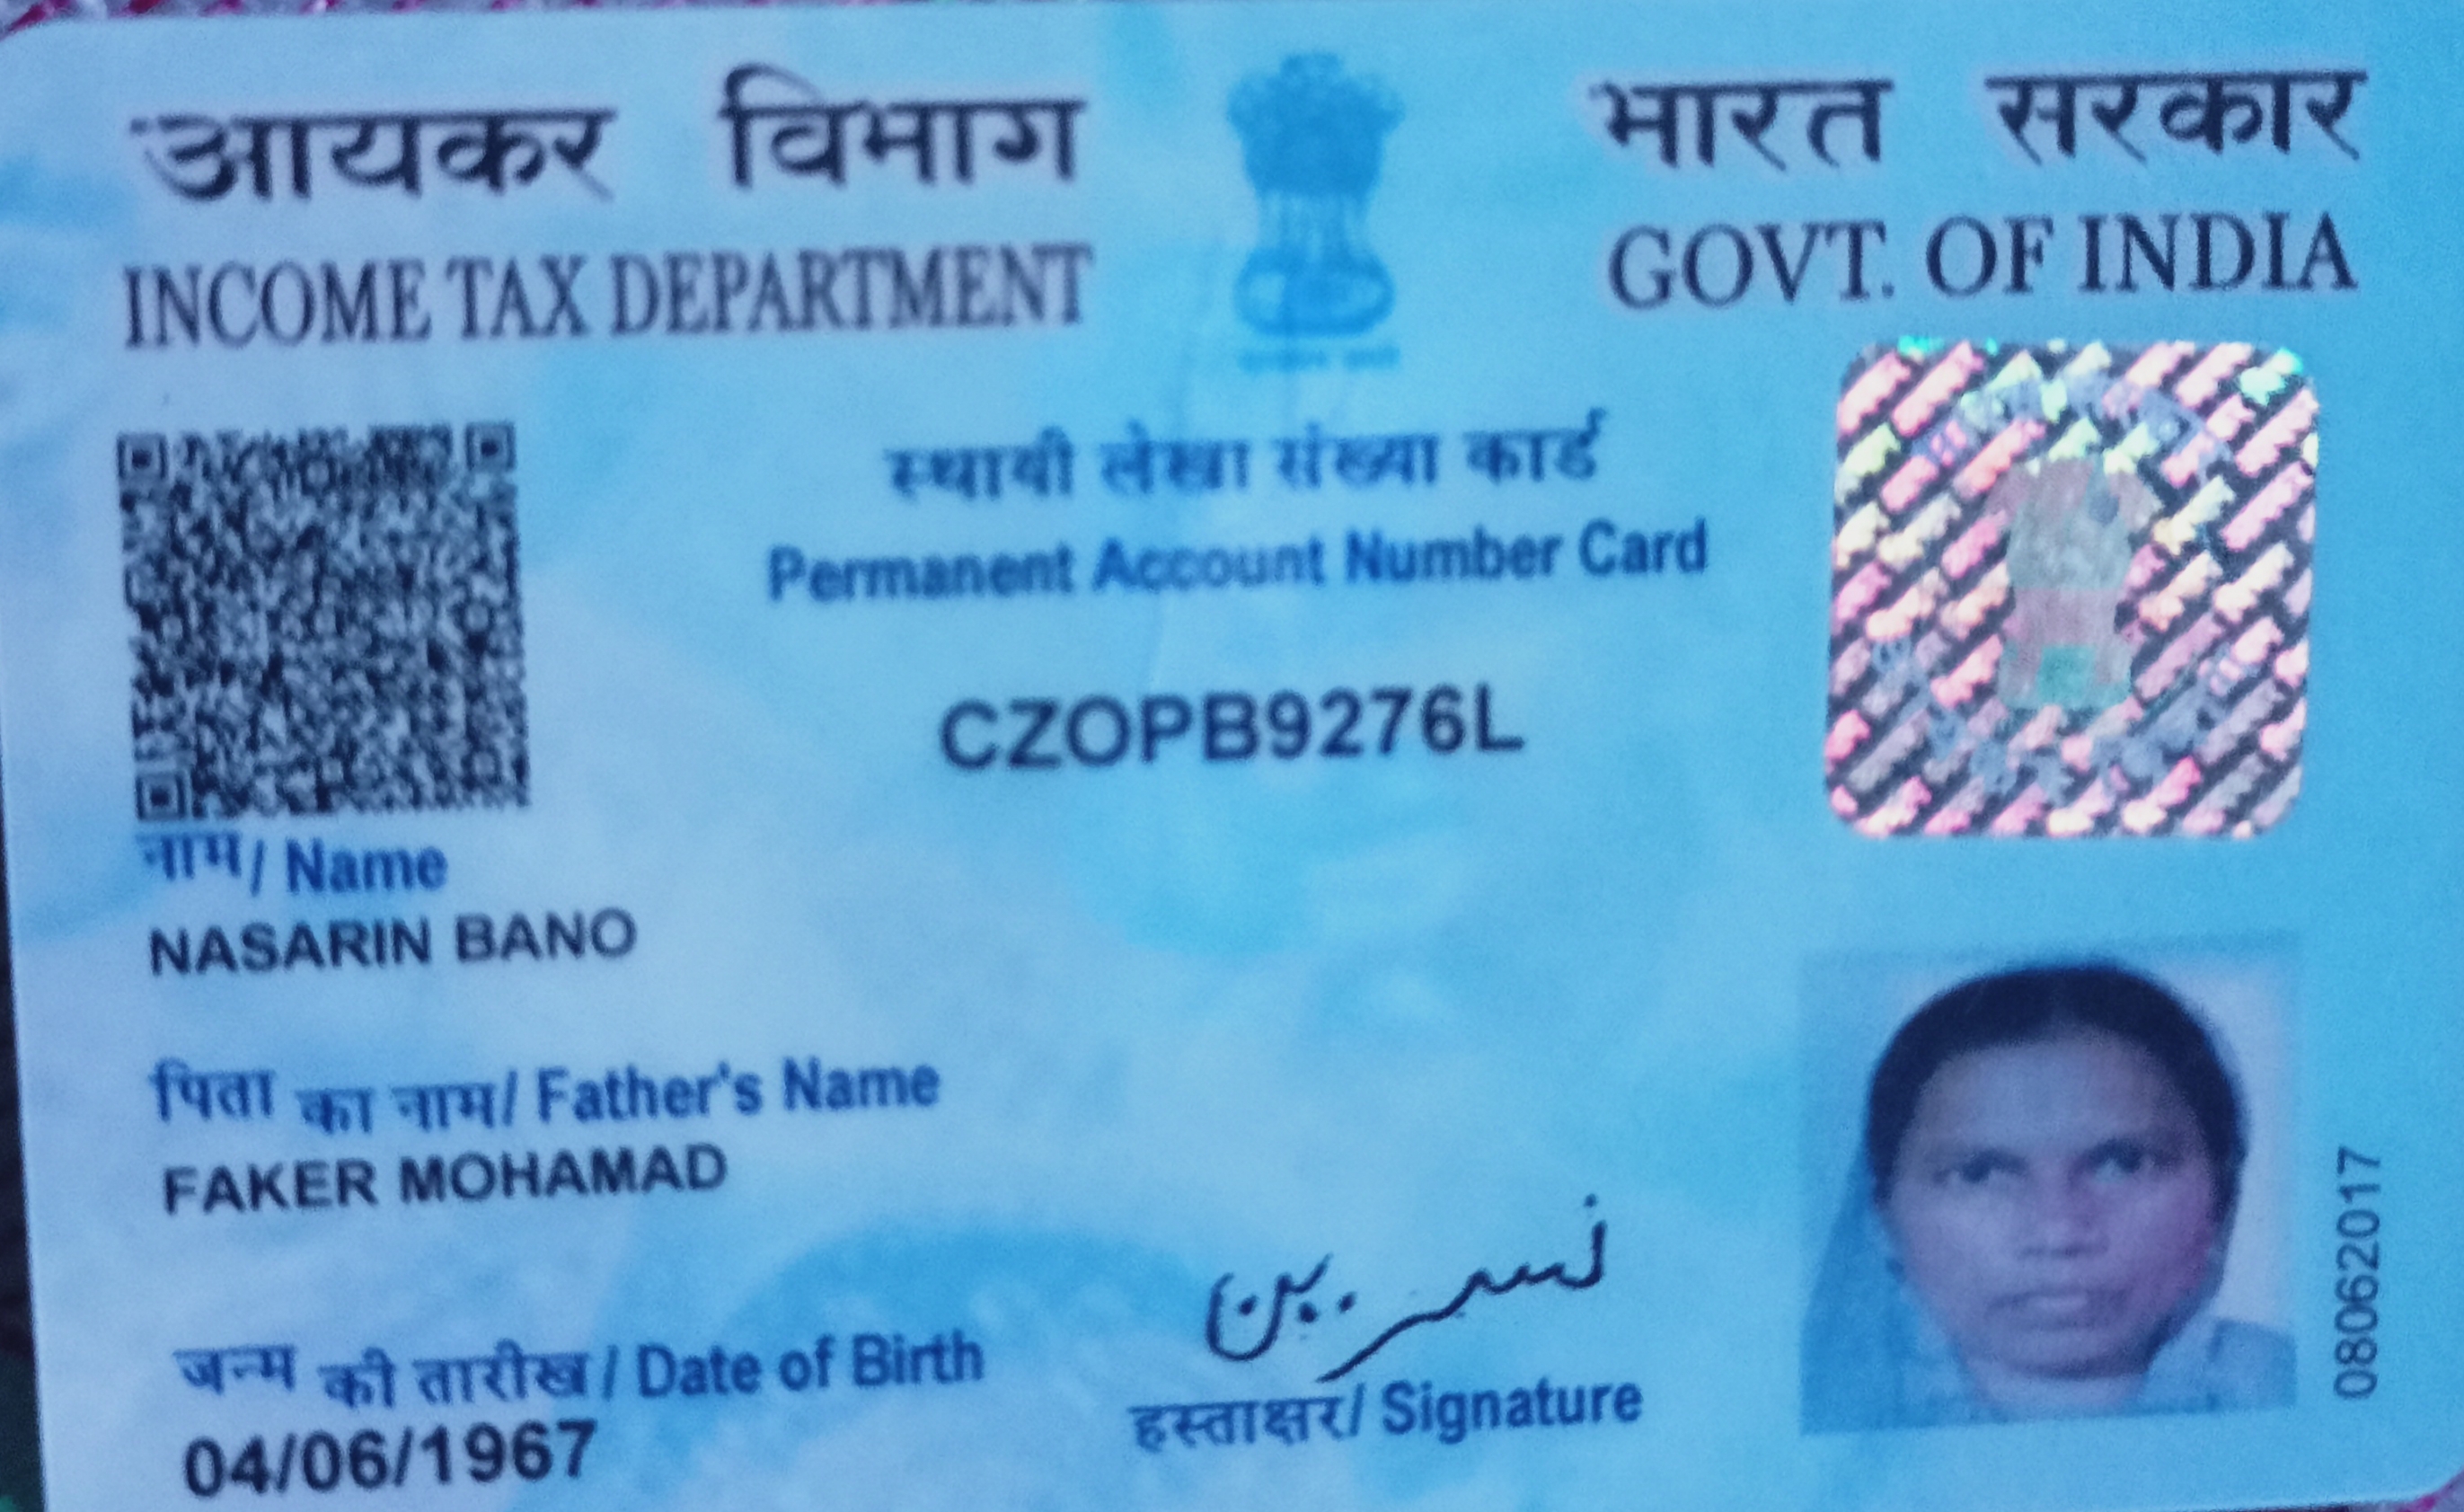 आयकर विभाग
INCOME TAX DEPARTMENT
भारत सरकार
GOVT. OF INDIA
स्थायी लेखा संख्या कार्ड
Permanent Account Number Card
CZOPB9276L
नाम/ Name
NASARIN BANO
पिता का नाम/ Father's Name
FAKER MOHAMAD
जन्म की तारीख/ Date of Birth
04/06/1967
نسرین
हस्ताक्षर/ Signature
08062017